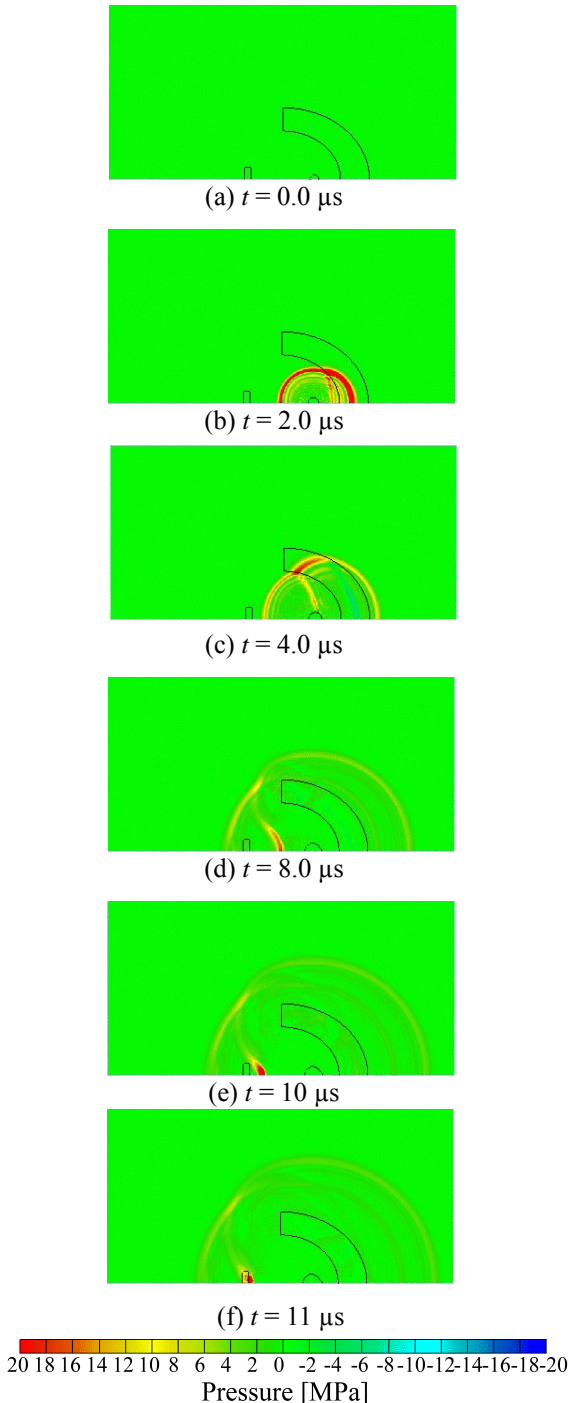 (a) t = 0.0 µs
(b) t = 2.0 µs
(c) t = 4.0 µs
(d) t = 8.0 µs
(e) t = 10 µs
(f) t = 11 µs
20 18 16 14 12 10 8 6 4 2 0 -2 -4 -6 -8 -10-12-14-16-18-20
Pressure [MPa]